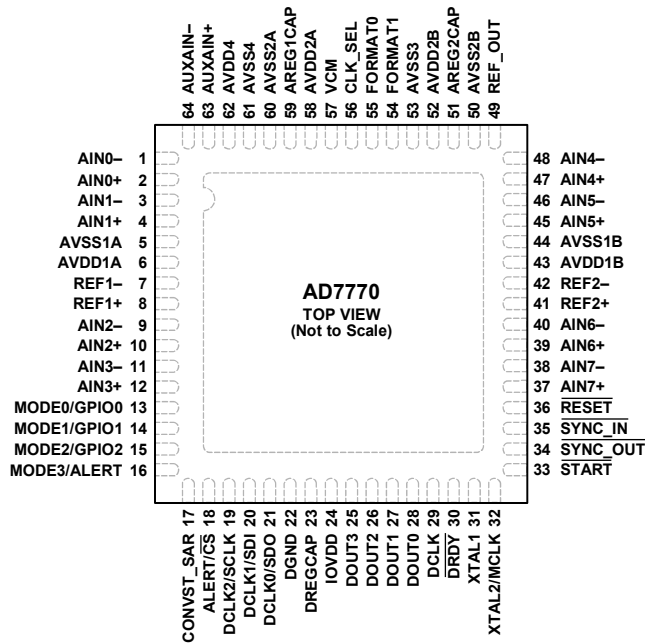 64 AUXAIN–
63 AUXAIN+
62 AVDD4
61 AVSS4
60 AVSS2A
59 AREG1CAP
58 AVDD2A
57 VCM
56 CLK_SEL
55 FORMAT0
54 FORMAT1
53 AVSS3
52 AVDD2B
51 AREG2CAP
50 AVSS2B
49 REF_OUT
AIN0– 1
AIN0+ 2
AIN1– 3
AIN1+ 4
AVSS1A 5
AVDD1A 6
REF1– 7
REF1+ 8
AIN2– 9
AIN2+ 10
AIN3– 11
AIN3+ 12
MODE0/GPIO0 13
MODE1/GPIO1 14
MODE2/GPIO2 15
MODE3/ALERT 16
AD7770
TOP VIEW
(Not to Scale)
48 AIN4–
47 AIN4+
46 AIN5–
45 AIN5+
44 AVSS1B
43 AVDD1B
42 REF2–
41 REF2+
40 AIN6–
39 AIN6+
38 AIN7–
37 AIN7+
36 RESET
35 SYNC_IN
34 SYNC_OUT
33 START
CONVST_SAR 17
ALERT/CS 18
DCLK2/SCLK 19
DCLK1/SDI 20
DCLK0/SDO 21
DGND 22
DREGCAP 23
IOVDD 24
DOUT3 25
DOUT2 26
DOUT1 27
DOUT0 28
DCLK 29
DRDY 30
XTAL1 31
XTAL2/MCLK 32